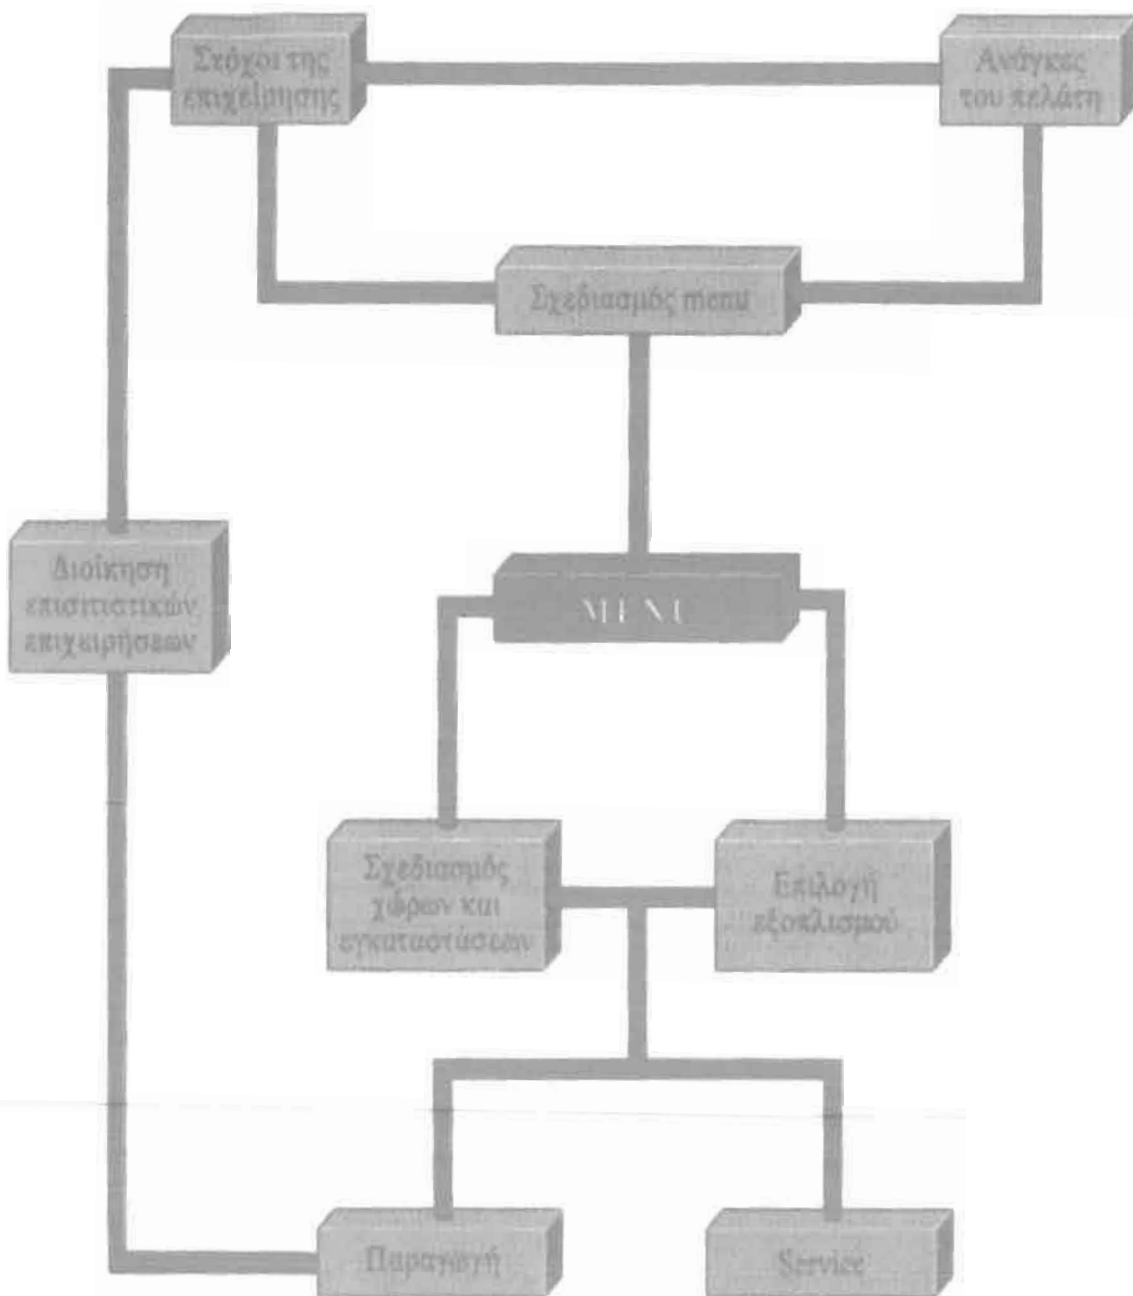 Στόχοι της
επιχείρησης
Ανάγκες
του πελάτη
Σχεδιασμός menu
MENU
Διοίκηση
επισιτιστικών
επιχειρήσεων
Σχεδιασμός
χώρων και
εγκαταστάσεων
Επιλογή
εξοπλισμού
Παραγωγή
Service